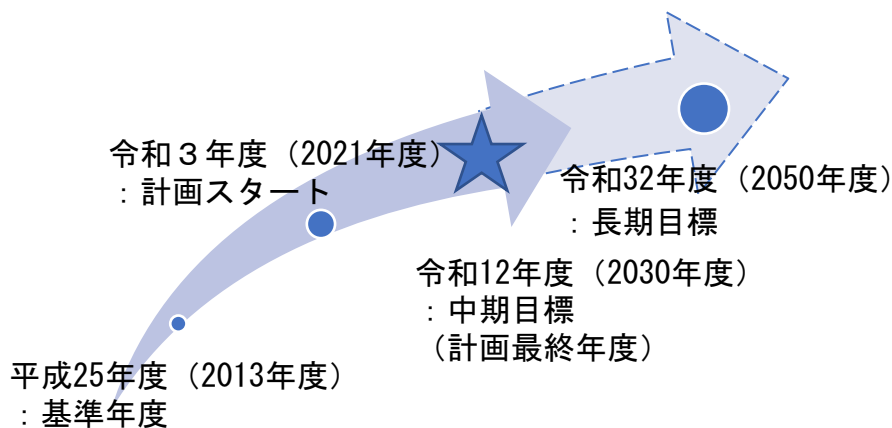 令和３年度（2021年度）
：計画スタート
令和32年度（2050年度）
：長期目標
令和12年度（2030年度）
：中期目標
（計画最終年度）
平成25年度（2013年度）
：基準年度